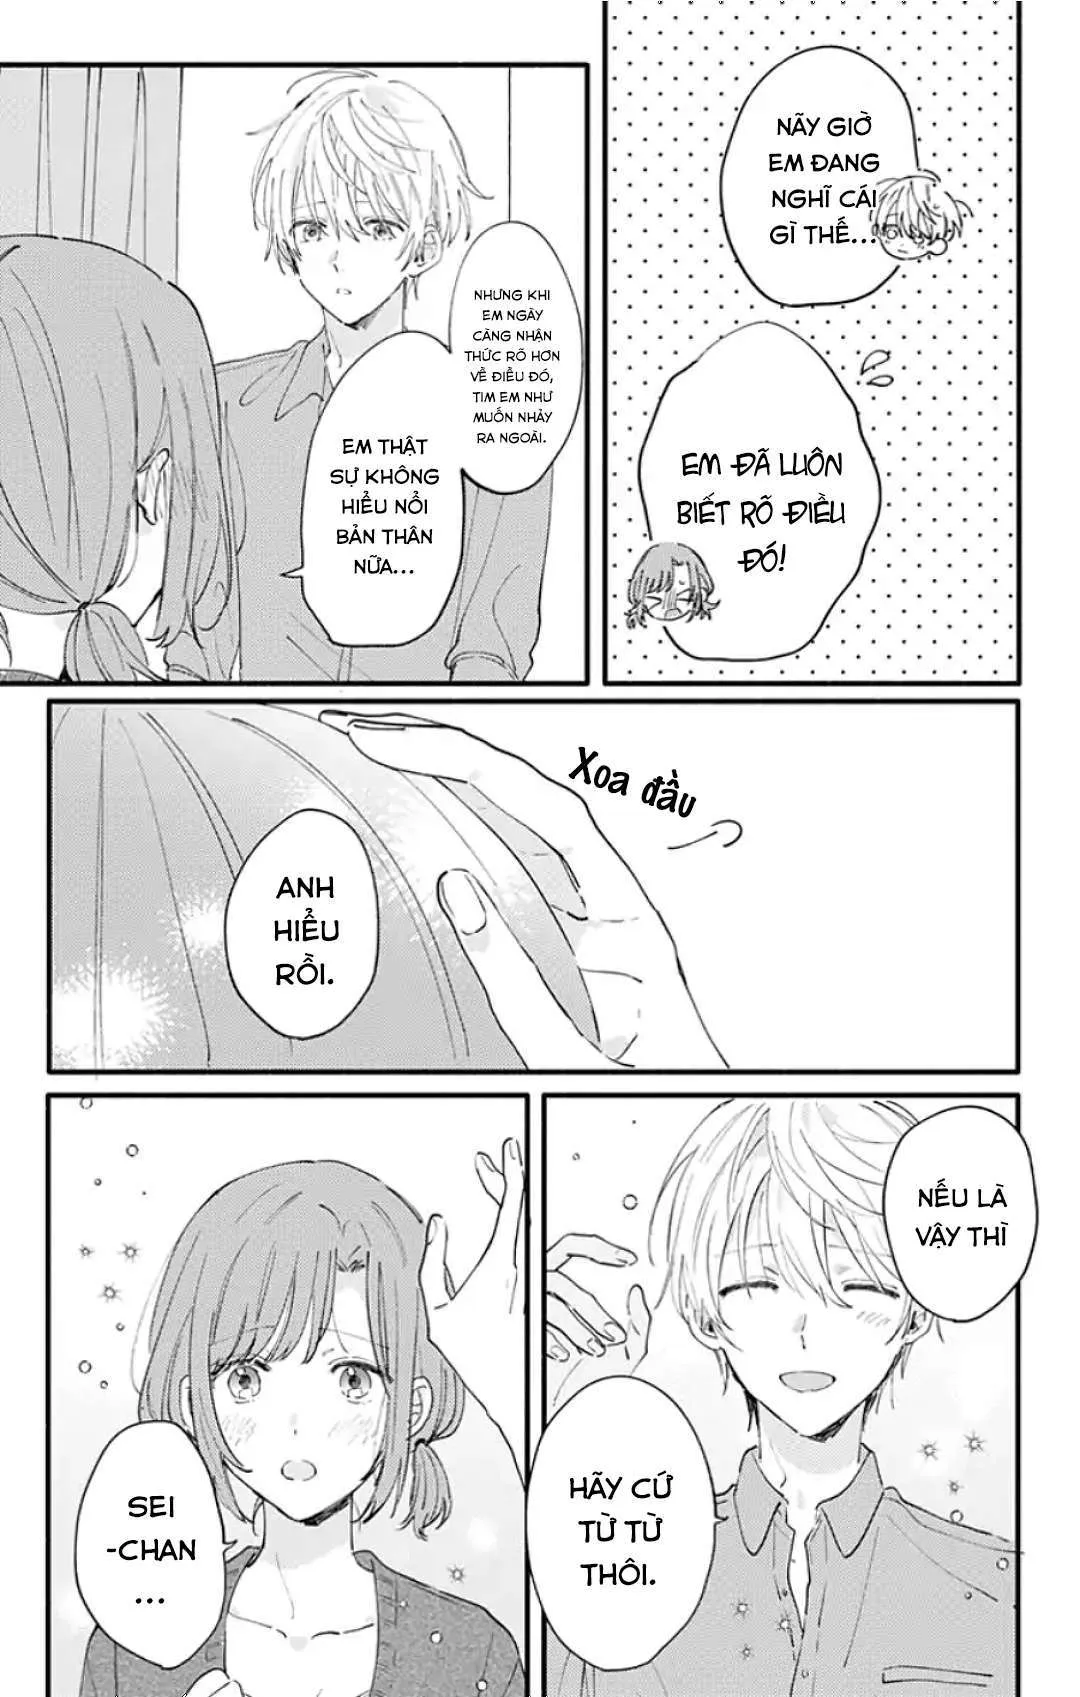 NÃY GIỜ
EM ĐANG
NGHĨ CÁI
GÌ THẾ...
EM ĐÃ LUÔN
BIẾT RÕ ĐIỀU
ĐÓ!
NHƯNG KHI
EM NGÀY
CÀNG NHẬN
THỨC RÕ HƠN
VỀ ĐIỀU ĐÓ,
TIM EM NHƯ
MUỐN NHẢY
RA NGOÀI.
EM THẬT
SỰ KHÔNG
HIỂU NỔI
BẢN THÂN
NỮA...
Xoa đầu
ANH
HIỂU
RỒI.
NẾU LÀ
VẬY THÌ
HÃY CỨ
TỪ TỪ
THÔI.
SEI
-CHAN
...